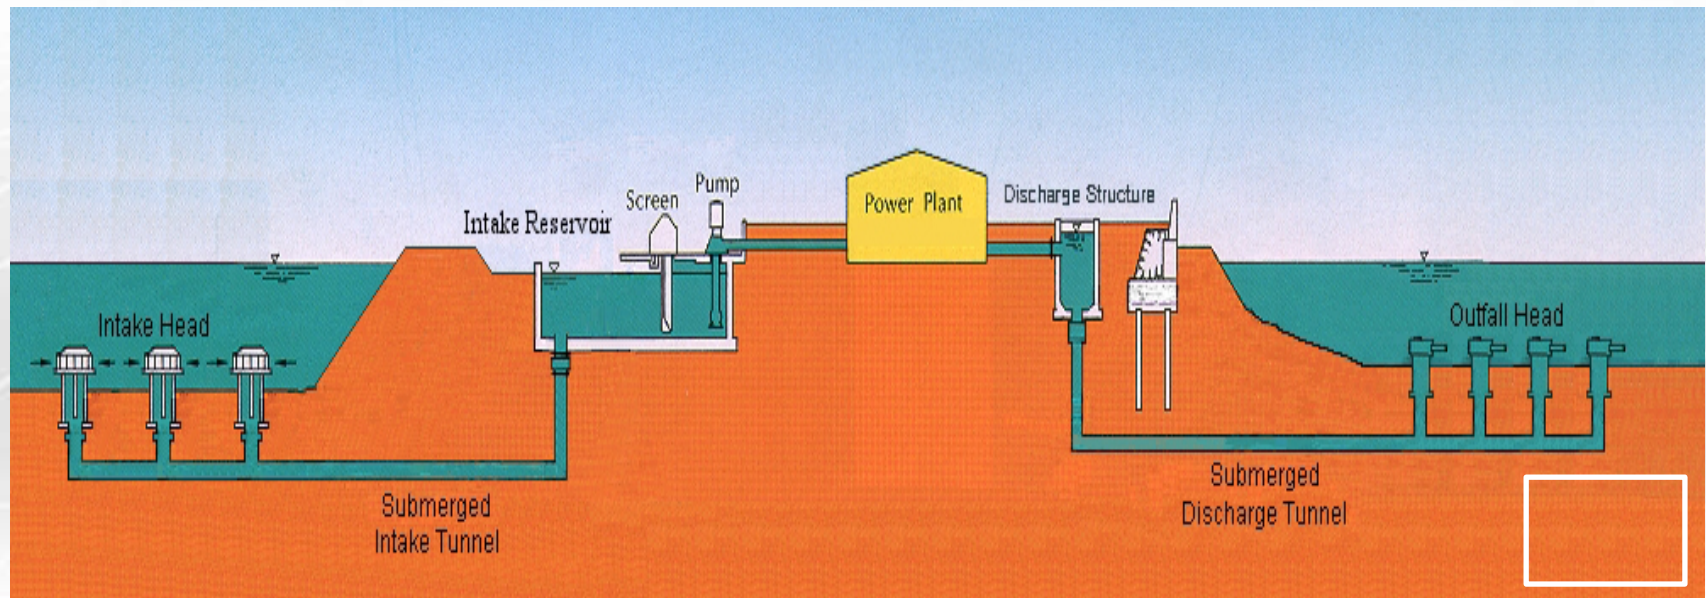 Pump
Screen
Intake Reservoir
Power Plant
Discharge Structure
Intake Head
Outfall Head
Submerged
Intake Tunnel
Submerged
Discharge Tunnel